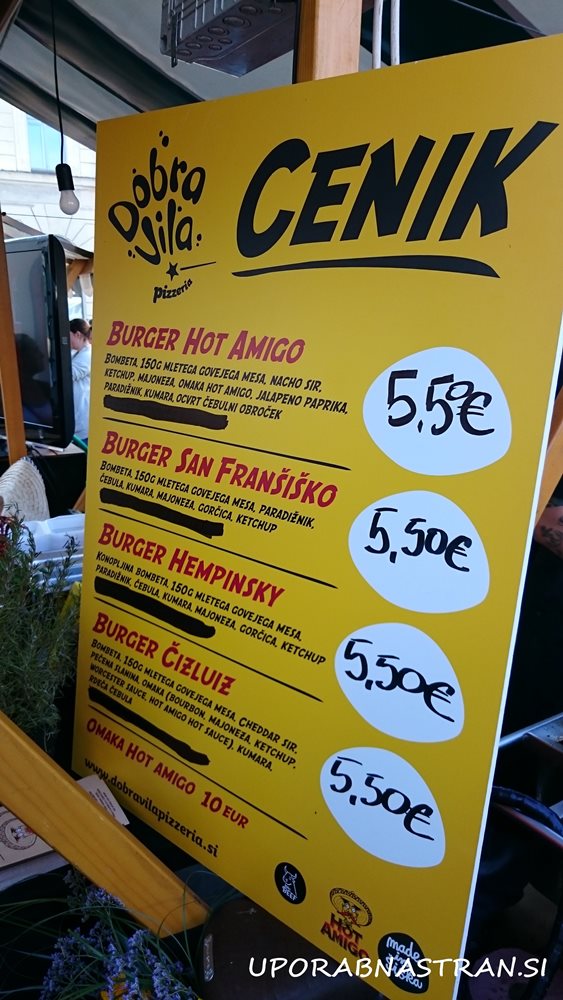 Dobra
Vila
pizzeria
CENIK
BURGER HOT AMIGO
BOMBETA, 150G MLETEGA GOVEJEGA MESA, NACHO SIR,
KETCHUP, MAJONEZA, OMAKA HOT AMIGO, JALAPENO PAPRIKA,
PARADIŽNIK, KUMARA, OCVRT ČEBULNI OBROČEK
5,50€
BURGER SAN FRANŠIŠKO
BOMBETA, 150G MLETEGA GOVEJEGA MESA, PARADIŽNIK,
ČEBULA, KUMARA, MAJONEZA, GORČICA, KETCHUP
5,50€
BURGER HEMPINSKY
KONOPLJINA BOMBETA, 150G MLETEGA GOVEJEGA MESA,
PARADIŽNIK, ČEBULA, KUMARA, MAJONEZA, GORČICA, KETCHUP
5,50€
BURGER ČIZLUIZ
BOMBETA, 150G MLETEGA GOVEJEGA MESA, CHEDDAR SIR,
PEČENA SLANINA, OMAKA (BOURBON, MAJONEZA, KETCHUP,
WORCESTER SAUCE, HOT AMIGO HOT SAUCE), KUMARA,
RDEČA ČEBULA
5,50€
OMAKA HOT AMIGO 10 EUR
www.dobravilapizzeria.si
BEEF
HOT
AMIGO
made
in
UPORABNASTRAN.SI